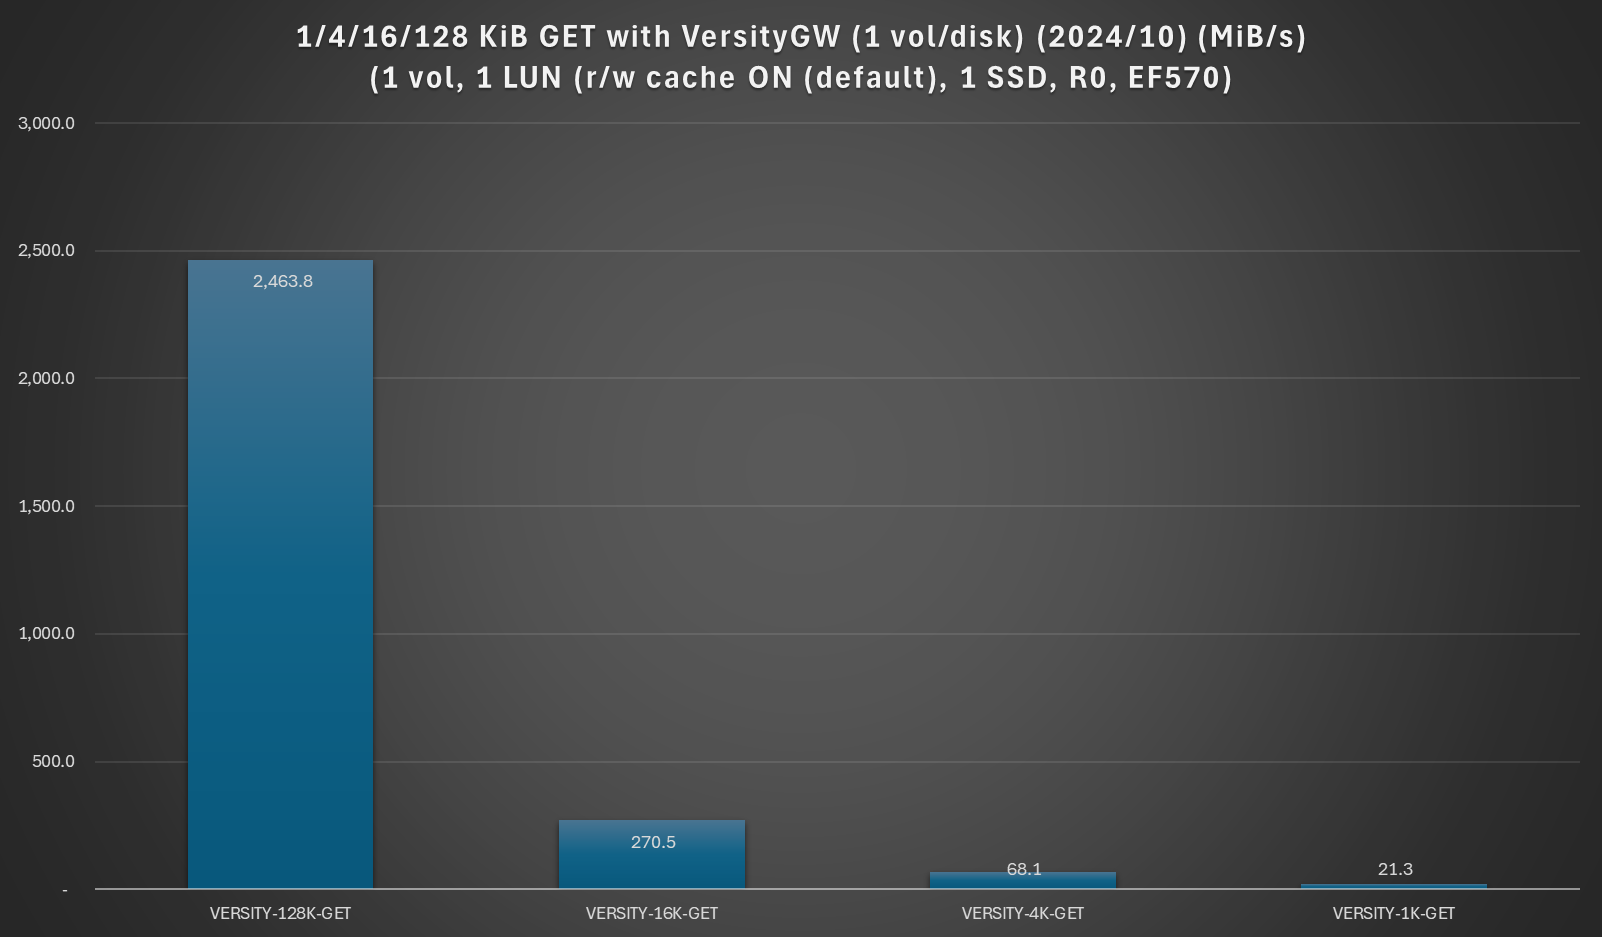 1/4/16/128 KiB GET with VersityGW (1 vol/disk) (2024/10) (MiB/s)
(1 vol, 1 LUN (r/w cache ON (default), 1 SSD, R0, EF570)
3,000.0
2,500.0
2,000.0
1,500.0
1,000.0
500.0
-
2,463.8
270.5
68.1
21.3
VERSITY-128K-GET
VERSITY-16K-GET
VERSITY-4K-GET
VERSITY-1K-GET